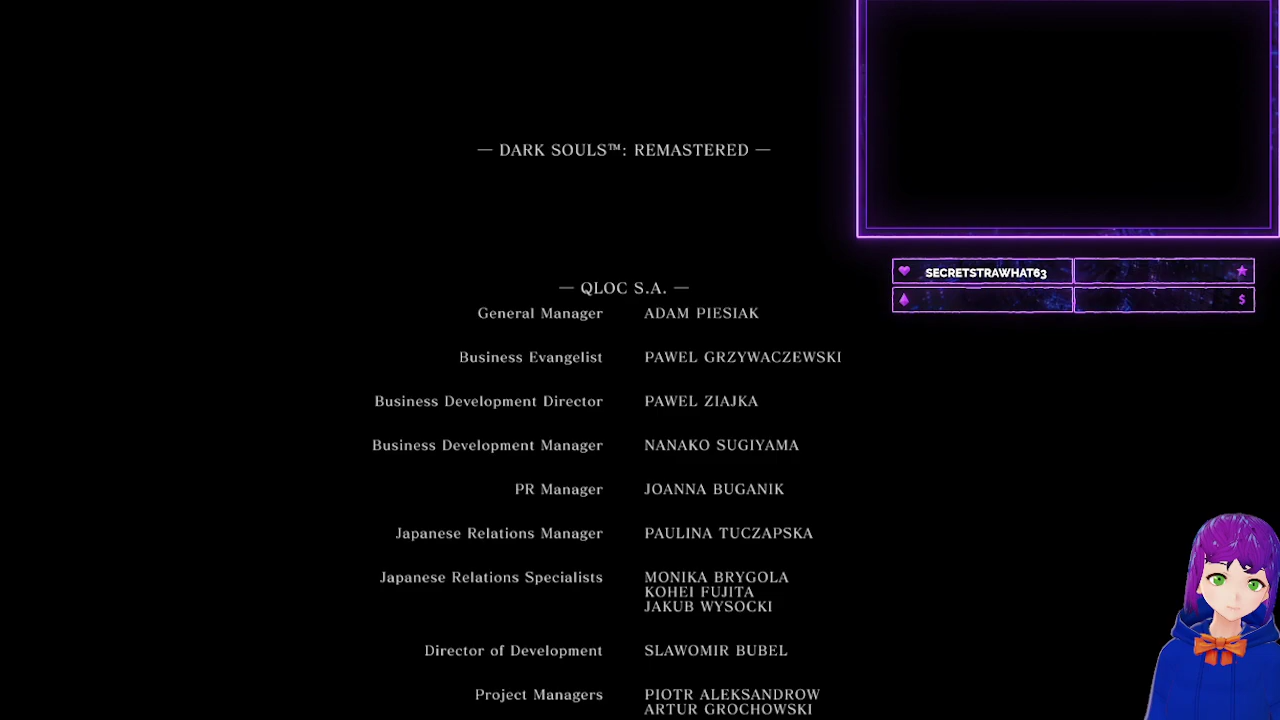 — DARK SOULS™: REMASTERED —
— QLOC S.A. —
General Manager ADAM PIESIAK
Business Evangelist PAWEL GRZYWACZEWSKI
Business Development Director PAWEL ZIAJKA
Business Development Manager NANAKO SUGIYAMA
PR Manager JOANNA BUGANIK
Japanese Relations Manager PAULINA TUCZAPSKA
Japanese Relations Specialists MONIKA BRYGOLA
KOHEI FUJITA
JAKUB WYSOCKI
Director of Development SLAWOMIR BUBEL
Project Managers PIOTR ALEKSANDROW
ARTUR GROCHOWSKI
SECRETSTRAWHAT63
$